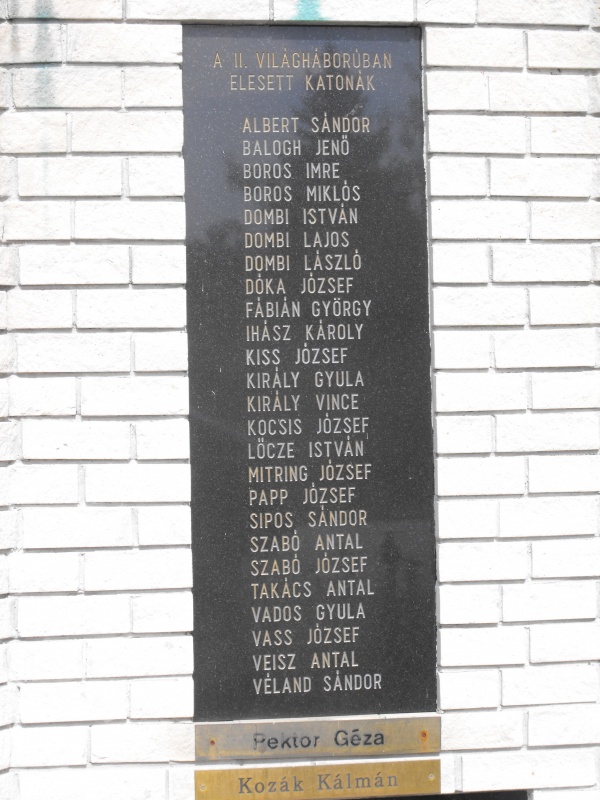 A II. VILÁGHÁBORÚBAN
ELESETT KATONÁK
ALBERT SÁNDOR
BALOGH JENŐ
BOROS IMRE
BOROS MIKLÓS
DOMBI ISTVÁN
DOMBI LAJOS
DOMBI LÁSZLÓ
DÓKA JÓZSEF
FÁBIÁN GYÖRGY
IHÁSZ KÁROLY
KISS JÓZSEF
KIRÁLY GYULA
KIRÁLY VINCE
KOCSIS JÓZSEF
LŐCZE ISTVÁN
MITRING JÓZSEF
PAPP JÓZSEF
SIPOS SÁNDOR
SZABÓ ANTAL
SZABÓ JÓZSEF
TAKÁCS ANTAL
VADOS GYULA
VASS JÓZSEF
VEISZ ANTAL
VÉLAND SÁNDOR
Pektor Géza
Kozák Kálmán